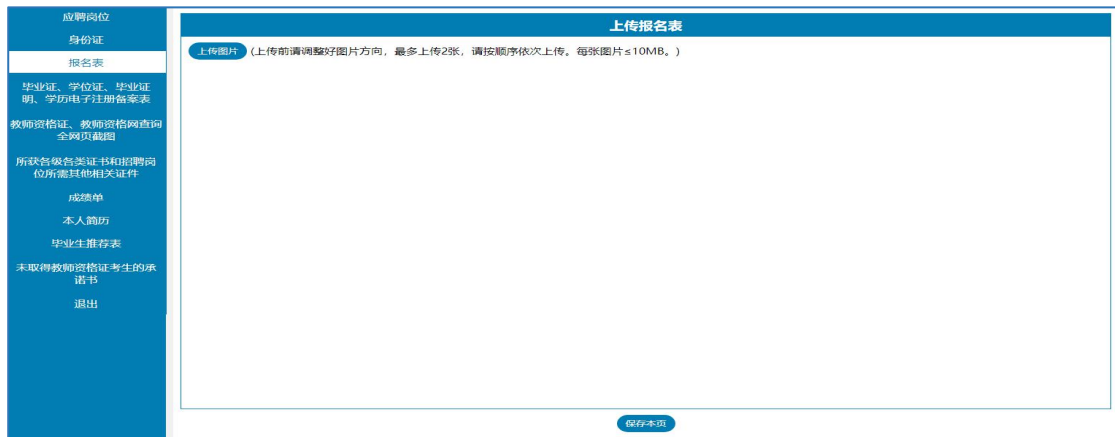 应聘岗位
身份证
报名表
毕业证、学位证、毕业证
明、学历电子注册备案表
教师资格证、教师资格网查询
全网页截图
所获各级各类证书和招聘岗
位所需其他相关证件
成绩单
本人简历
毕业生推荐表
未取得教师资格证考生的承
诺书
退出
上传报名表
上传图片 (上传前请调整好图片方向，最多上传2张，请按顺序依次上传。每张图片≤10MB。)
保存本页